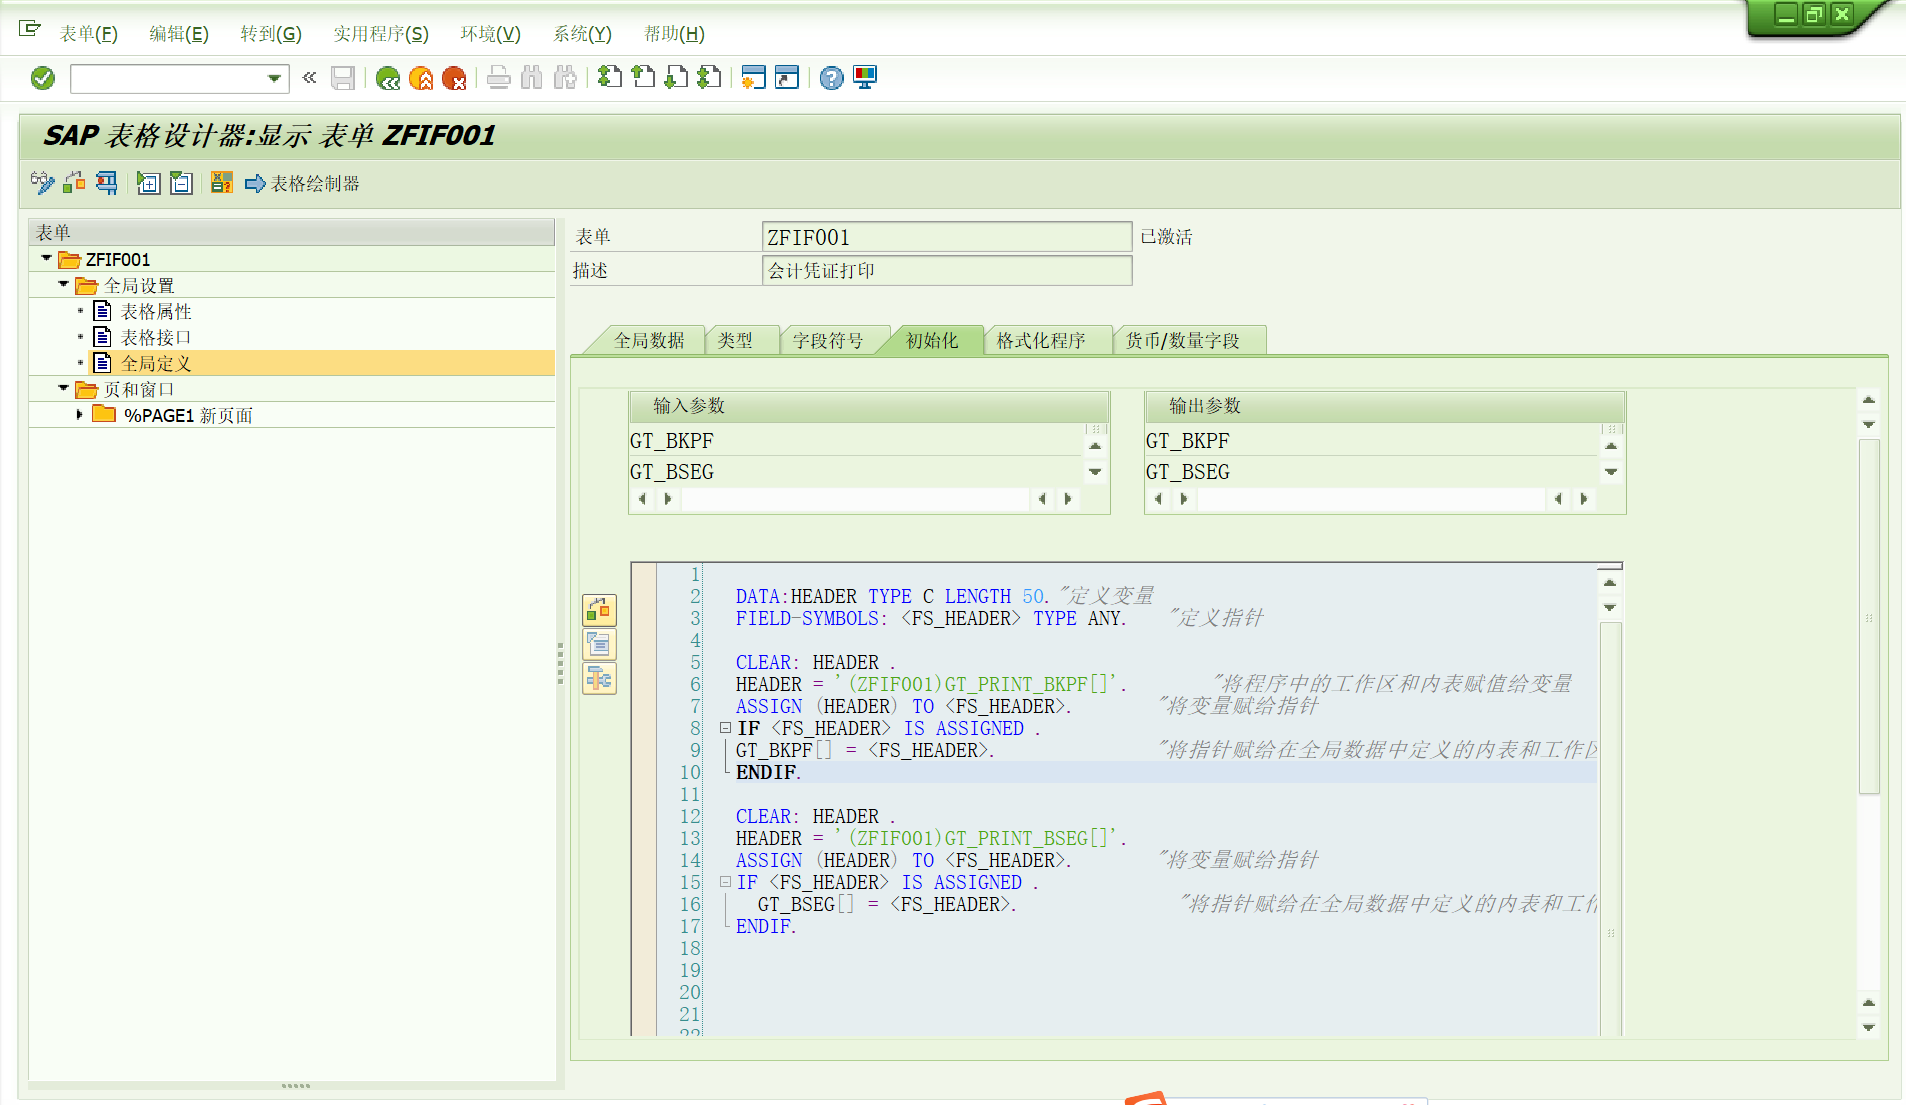 表单(F) 编辑(E) 转到(G) 实用程序(S) 环境(V) 系统(Y) 帮助(H)
SAP 表格设计器:显示 表单 ZFIF001
表格绘制器
表单
ZFIF001
全局设置
表格属性
表格接口
全局定义
页和窗口
%PAGE1 新页面
表单 ZFIF001 已激活
描述 会计凭证打印
全局数据 类型 字段符号 初始化 格式化程序 货币/数量字段
输入参数 输出参数
GT_BKPF GT_BKPF
GT_BSEG GT_BSEG
1
2 DATA:HEADER TYPE C LENGTH 50. "定义变量
3 FIELD-SYMBOLS: <FS_HEADER> TYPE ANY. "定义指针
4
5 CLEAR: HEADER .
6 HEADER = '(ZFIF001)GT_PRINT_BKPF[]'. "将程序中的工作区和内表赋值给变量
7 ASSIGN (HEADER) TO <FS_HEADER>. "将变量赋给指针
8 IF <FS_HEADER> IS ASSIGNED .
9 GT_BKPF[] = <FS_HEADER>. "将指针赋给在全局数据中定义的内表和工作区
10 ENDIF.
11
12 CLEAR: HEADER .
13 HEADER = '(ZFIF001)GT_PRINT_BSEG[]'.
14 ASSIGN (HEADER) TO <FS_HEADER>. "将变量赋给指针
15 IF <FS_HEADER> IS ASSIGNED .
16 GT_BSEG[] = <FS_HEADER>. "将指针赋给在全局数据中定义的内表和工作
17 ENDIF.
18
19
20
21
22